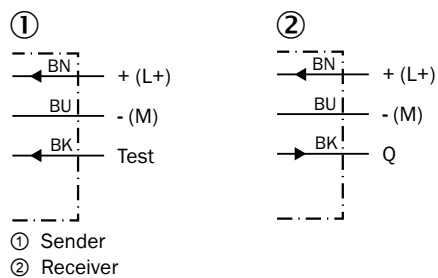 ① ②
BN + (L+) BN + (L+)
BU - (M) BU - (M)
BK Test BK Q
① Sender
② Receiver